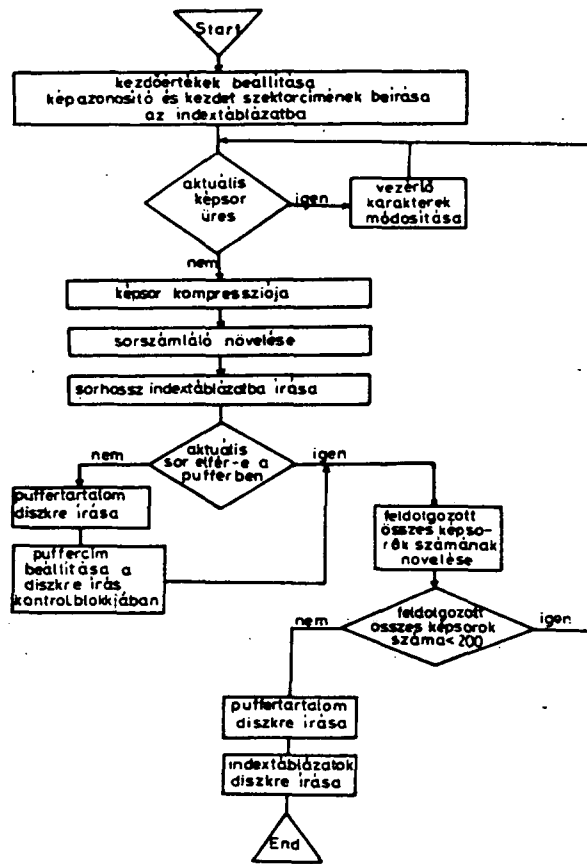 Start
kezdőértékek beállítása
képazonosító és kezdet szektorcímének beírása
az indextáblázatba
aktuális
képsor
üres
igen
vezérlő
karakterek
módosítása
nem
képsor kompressziója
sorszámláló növelése
sorhossz indextáblázatba írása
nem
aktuális
sor elfér-e a
pufferben
igen
puffertartalom
diszkre írása
puffercím
beállítása a
diszkre írás
kontrolblokkjában
feldolgozott
összes képso-
rok számának
növelése
nem
feldolgozott
összes képsorok
száma<200
igen
puffertartalom
diszkre írása
indextáblázatok
diszkre írása
End